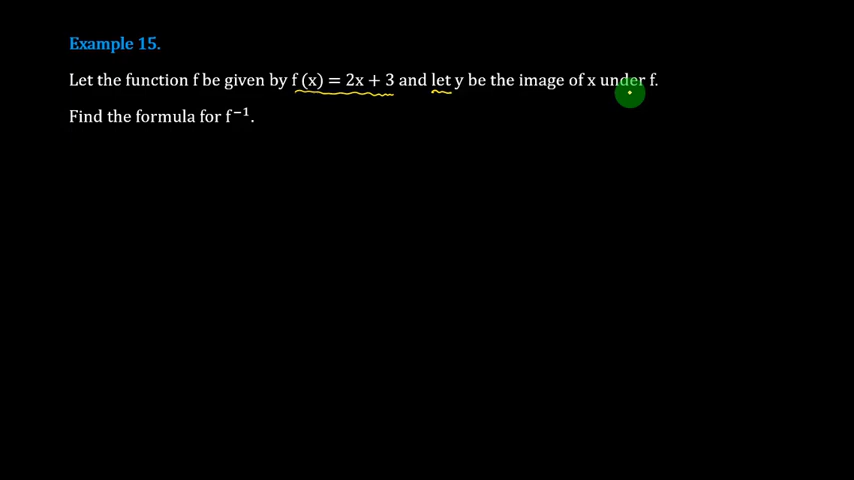 Example 15.
Let the function f be given by f (x) = 2x + 3 and let y be the image of x under f.
Find the formula for f⁻¹.